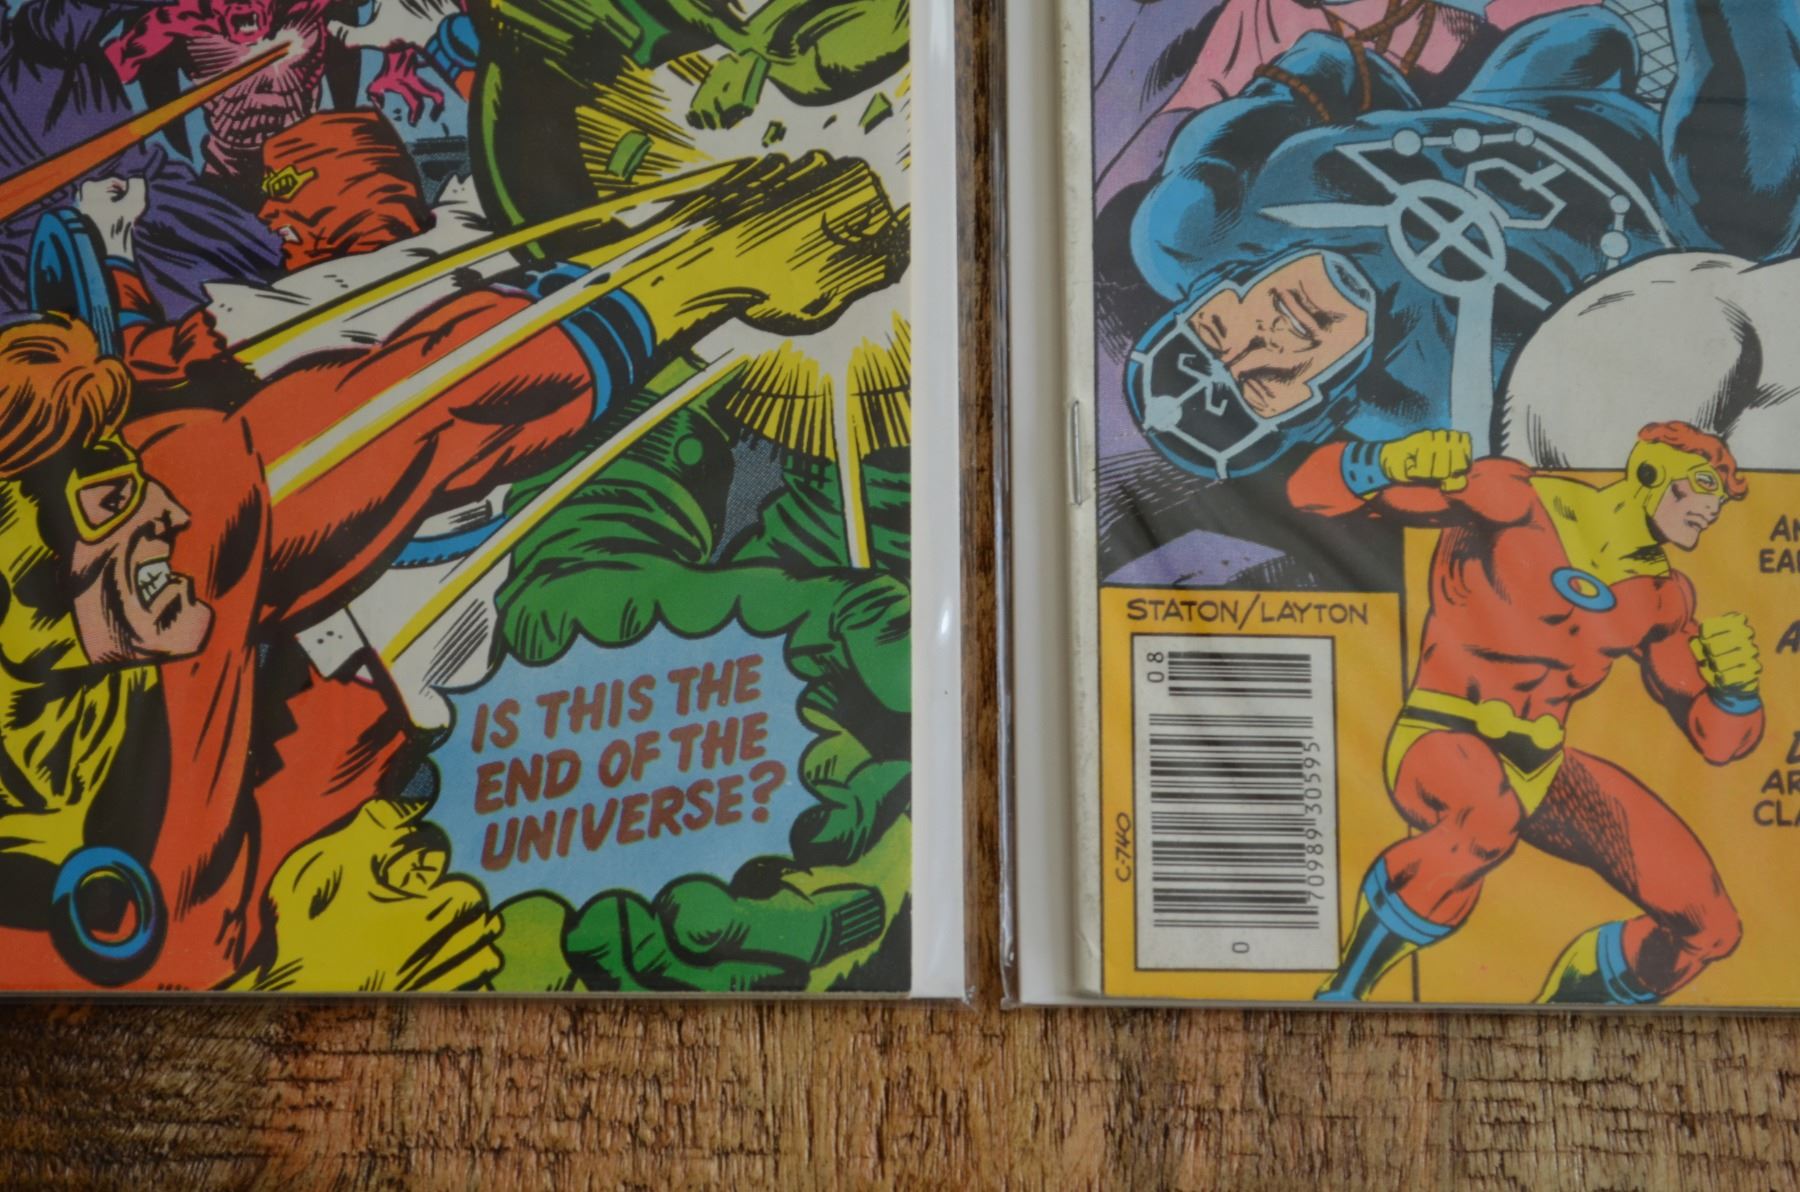 IS THIS THE
END OF THE
UNIVERSE?
STATON/LAYTON
08
70989 30595
0
C-740